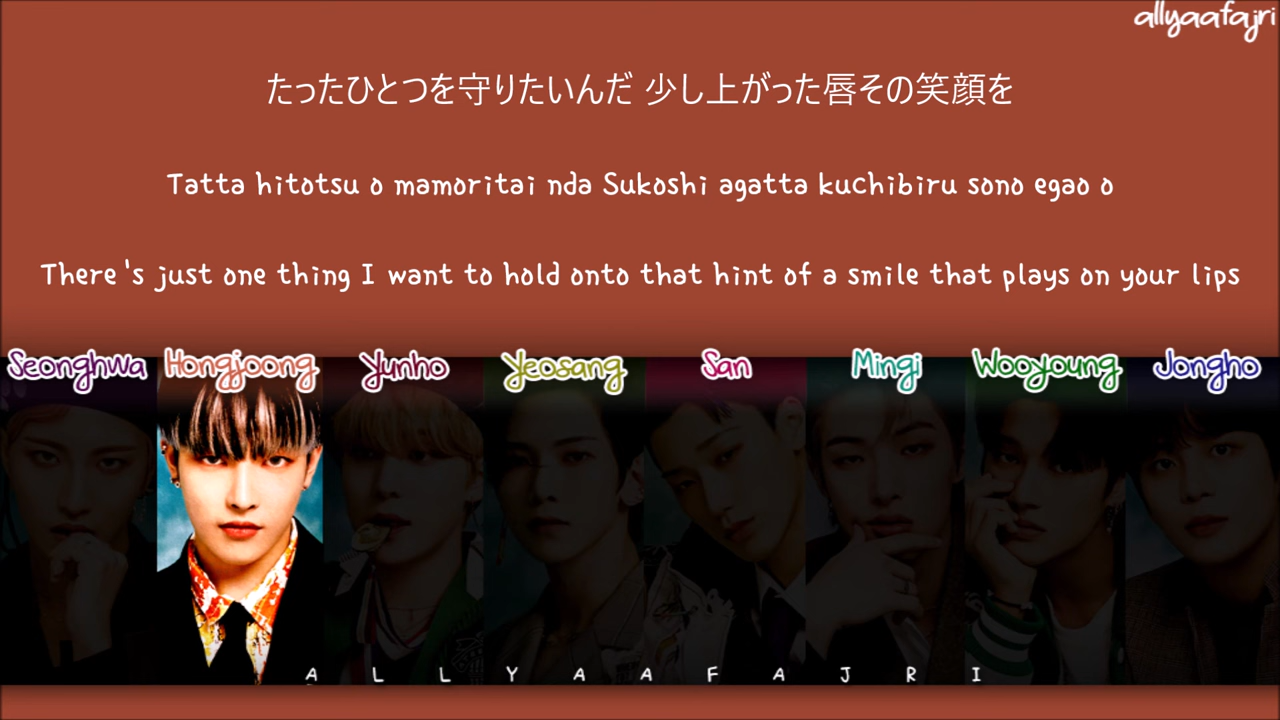 allyaafajri
たったひとつを守りたいんだ 少し上がった唇その笑顔を
Tatta hitotsu o mamoritai nda Sukoshi agatta kuchibiru sono egao o
There's just one thing I want to hold onto that hint of a smile that plays on your lips
Seonghwa Hongjoong Yunho Yeosang San Mingi Wooyoung Jongho
A L L Y A A F A J R I